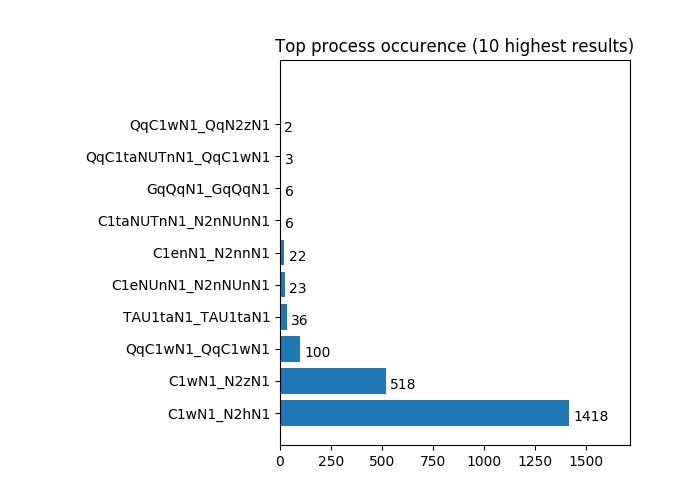 Top process occurence (10 highest results)
QqC1wN1_QqN2zN1 2
QqC1taNUTnN1_QqC1wN1 3
GqQqN1_GqQqN1 6
C1taNUTnN1_N2nNUnN1 6
C1enN1_N2nnN1 22
C1eNUnN1_N2nNUnN1 23
TAU1taN1_TAU1taN1 36
QqC1wN1_QqC1wN1 100
C1wN1_N2zN1 518
C1wN1_N2hN1 1418
0 250 500 750 1000 1250 1500